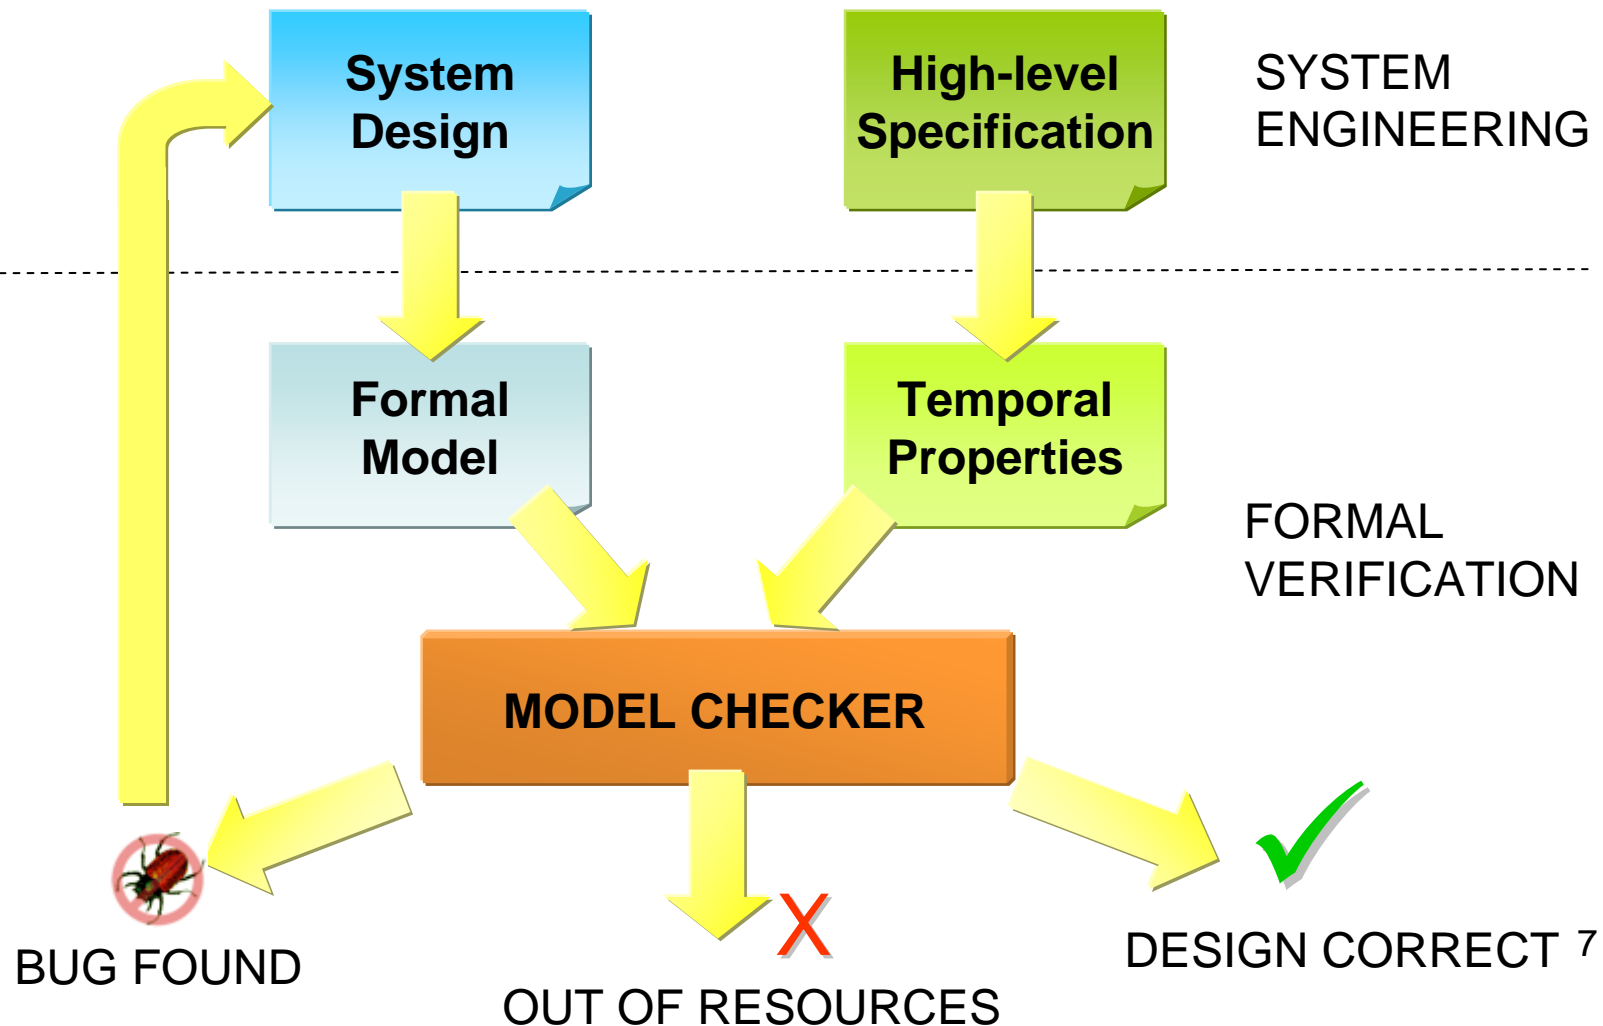 System
Design
High-level
Specification
SYSTEM
ENGINEERING
Formal
Model
Temporal
Properties
FORMAL
VERIFICATION
MODEL CHECKER
BUG FOUND
OUT OF RESOURCES
X
DESIGN CORRECT
7